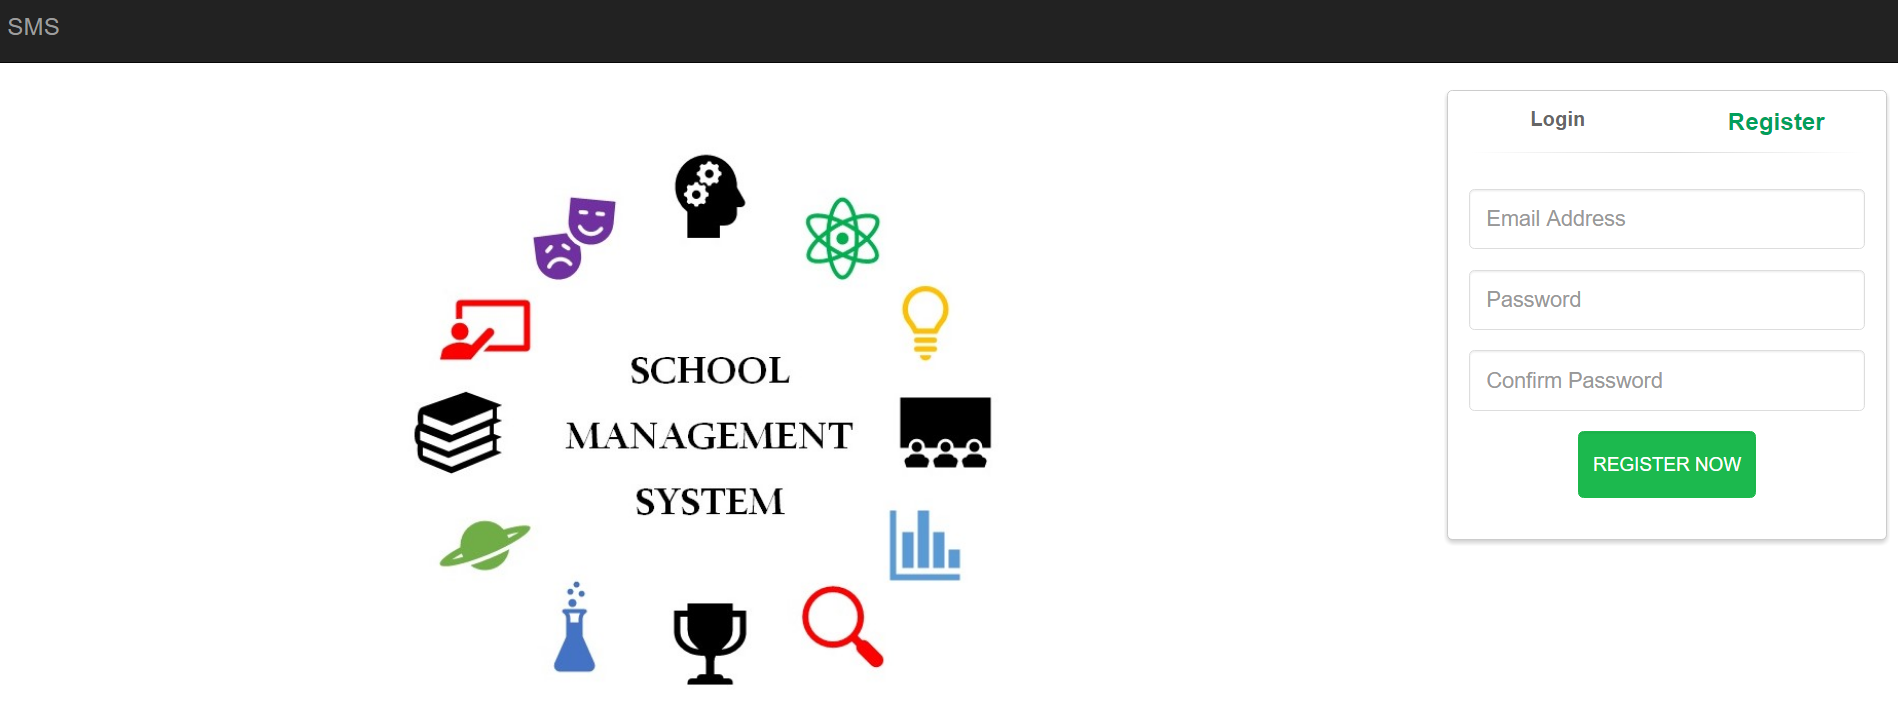 SMS
Login
Register
Email Address
Password
Confirm Password
REGISTER NOW
SCHOOL
MANAGEMENT
SYSTEM